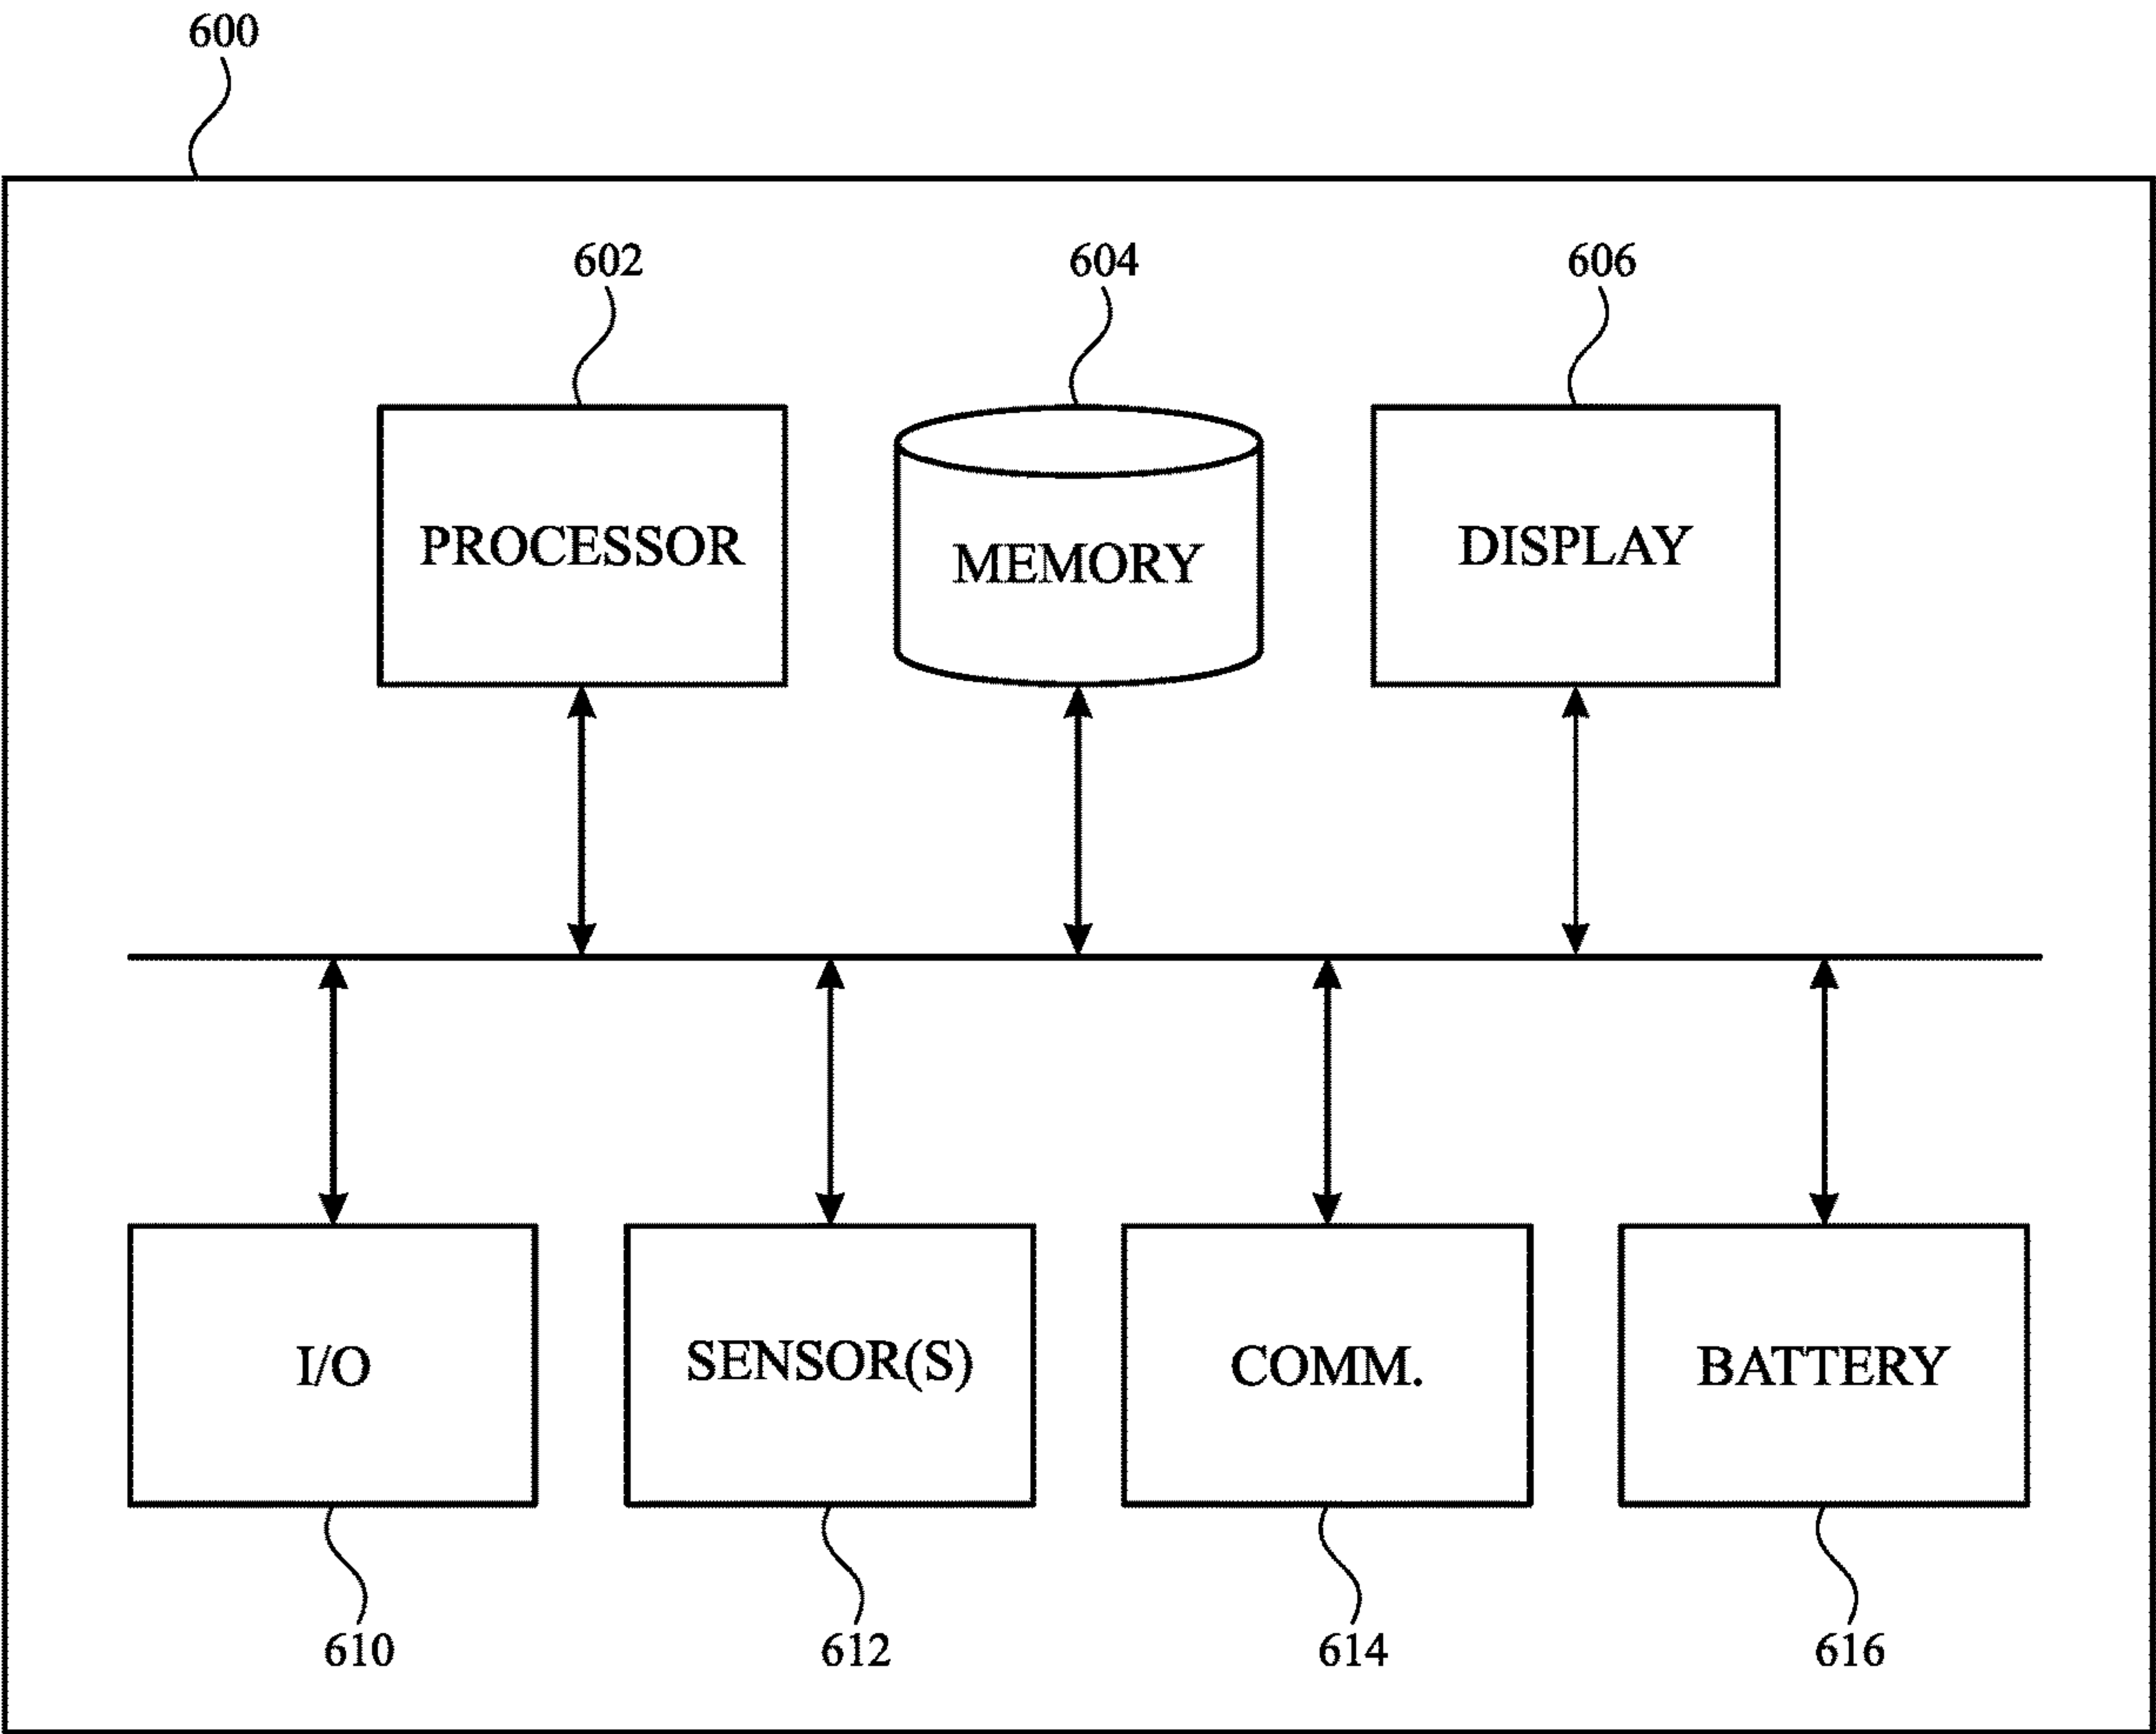 600
602
604
606
PROCESSOR
MEMORY
DISPLAY
I/O
SENSOR(S)
COMM.
BATTERY
610
612
614
616